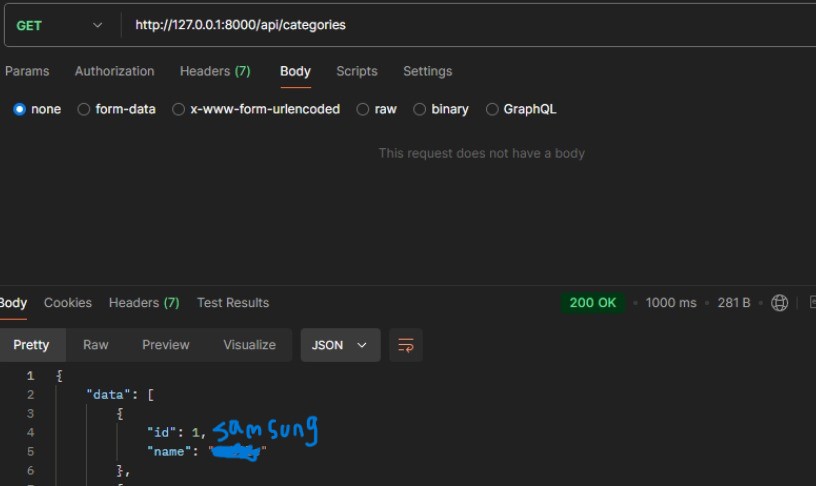 GET http://127.0.0.1:8000/api/categories
Params Authorization Headers (7) Body Scripts Settings
none form-data x-www-form-urlencoded raw binary GraphQL
This request does not have a body
Body Cookies Headers (7) Test Results 200 OK 1000 ms 281 B
Pretty Raw Preview Visualize JSON
1 {
2 "data": [
3 {
4 "id": 1, samsung
5 "name": " "
6 },